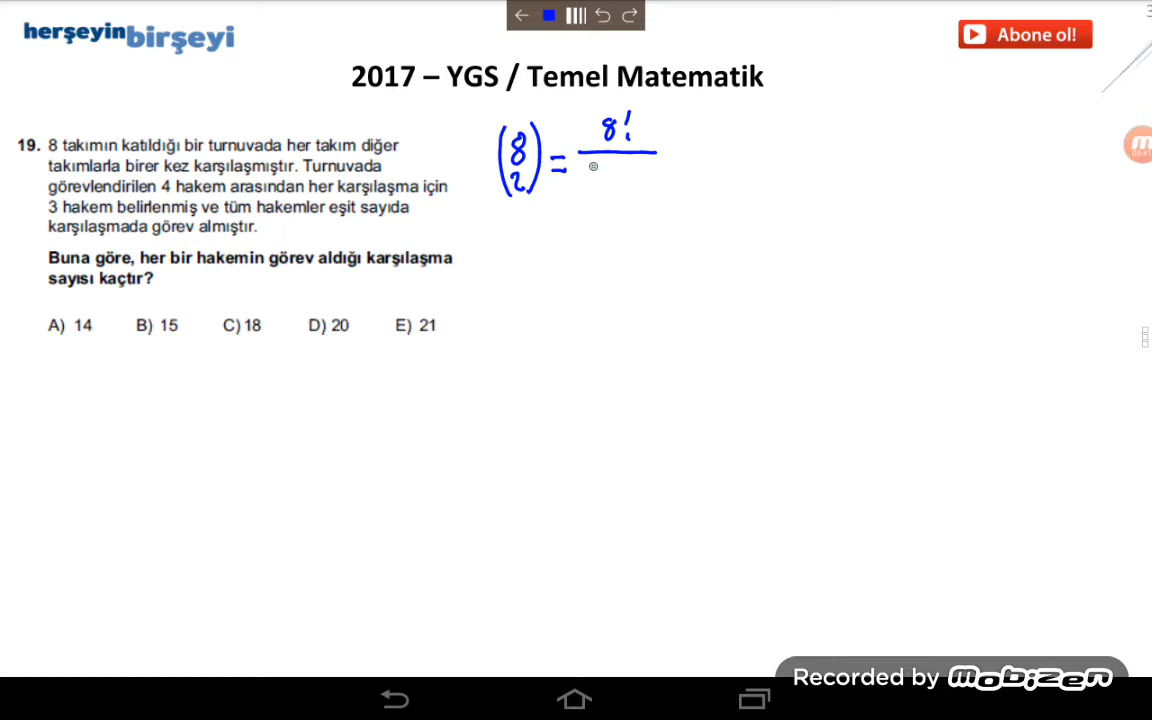 herşeyinbirşeyi
Abone ol!
2017 – YGS / Temel Matematik
19. 8 takımın katıldığı bir turnuvada her takım diğer
takımlarla birer kez karşılaşmıştır. Turnuvada
görevlendirilen 4 hakem arasından her karşılaşma için
3 hakem belirlenmiş ve tüm hakemler eşit sayıda
karşılaşmada görev almıştır.
Buna göre, her bir hakemin görev aldığı karşılaşma
sayısı kaçtır?
A) 14 B) 15 C) 18 D) 20 E) 21
8!
(8
2) =
Recorded by mobizen